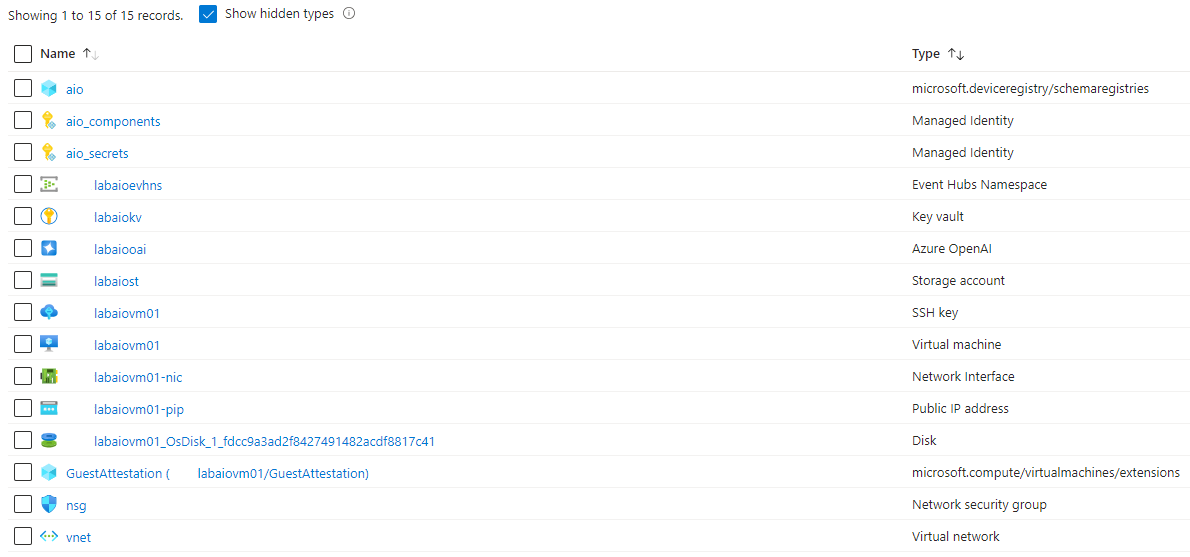 Showing 1 to 15 of 15 records. Show hidden types
Name Type
aio microsoft.deviceregistry/schemaregistries
aio_components Managed Identity
aio_secrets Managed Identity
labaioevhns Event Hubs Namespace
labaiokv Key vault
labaiooai Azure OpenAI
labaiost Storage account
labaiovm01 SSH key
labaiovm01 Virtual machine
labaiovm01-nic Network Interface
labaiovm01-pip Public IP address
labaiovm01_OsDisk_1_fdcc9a3ad2f8427491482acdf8817c41 Disk
GuestAttestation ( labaiovm01/GuestAttestation) microsoft.compute/virtualmachines/extensions
nsg Network security group
vnet Virtual network